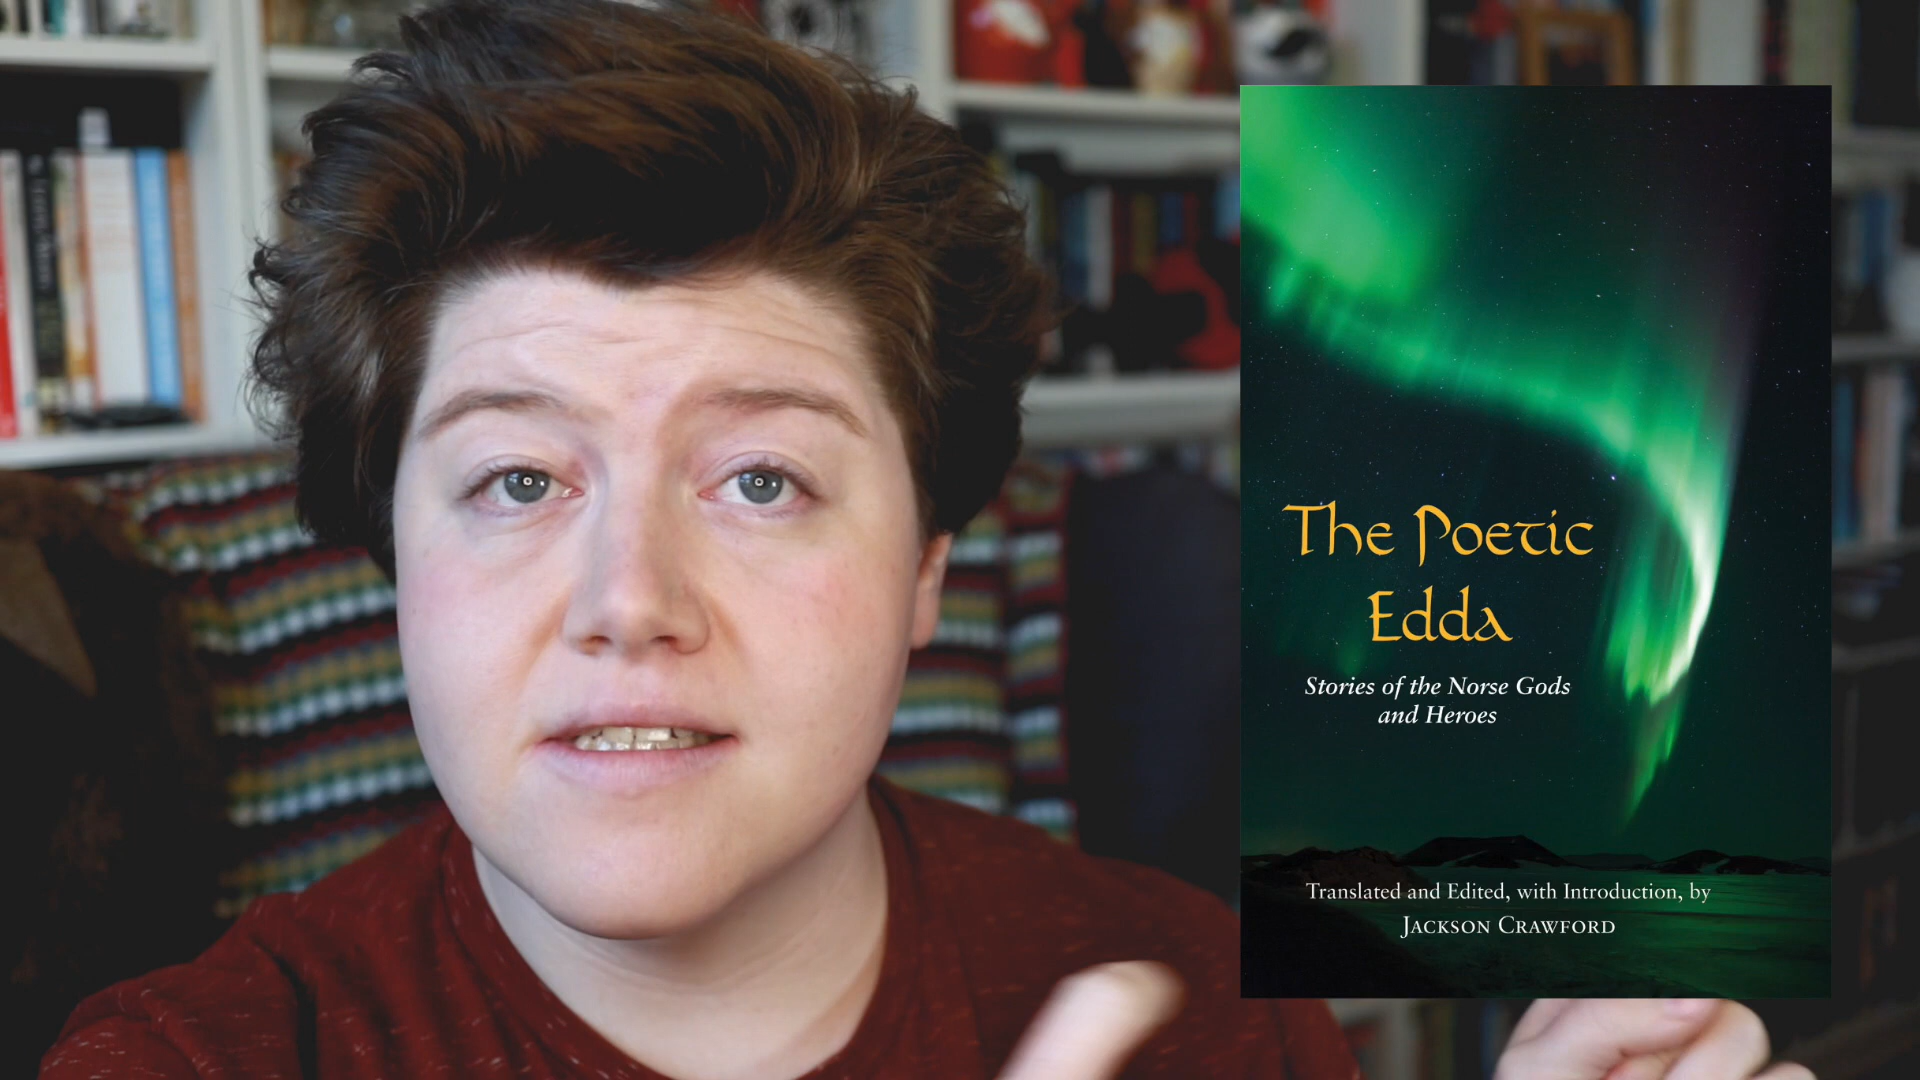 The Poetic
Edda
Stories of the Norse Gods
and Heroes
Translated and Edited, with Introduction, by
Jackson Crawford